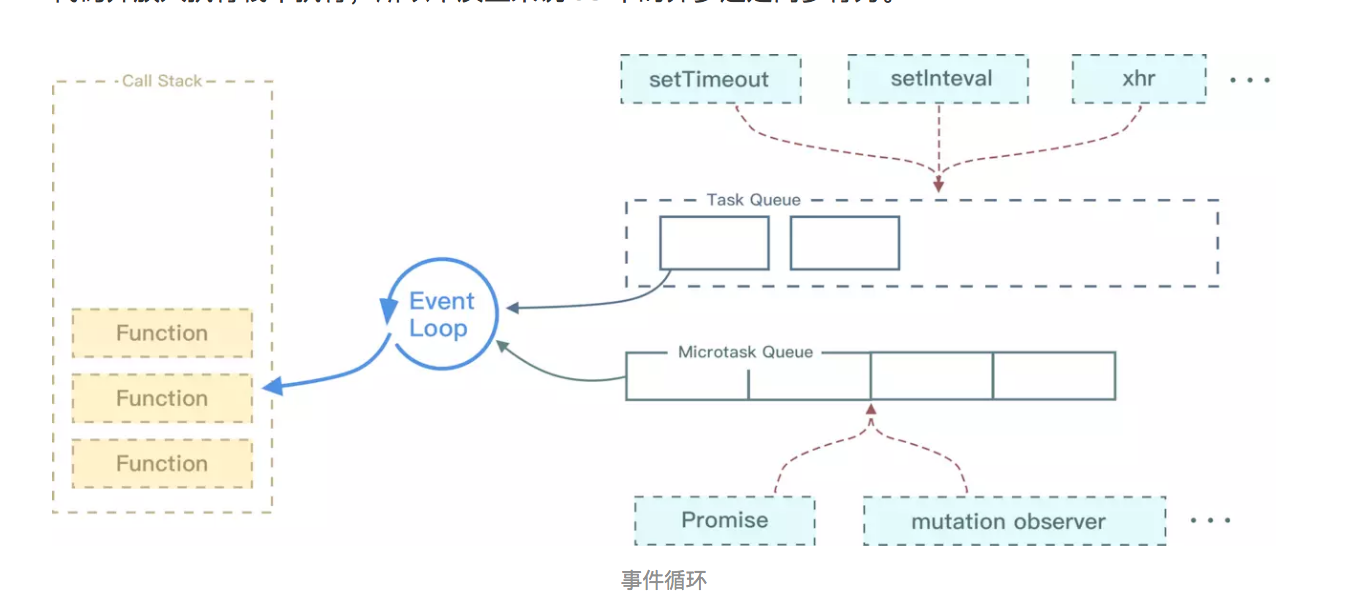 Call Stack
Function
Function
Function
Event
Loop
setTimeout
setInteval
xhr
Task Queue
Microtask Queue
Promise
mutation observer
事件循环